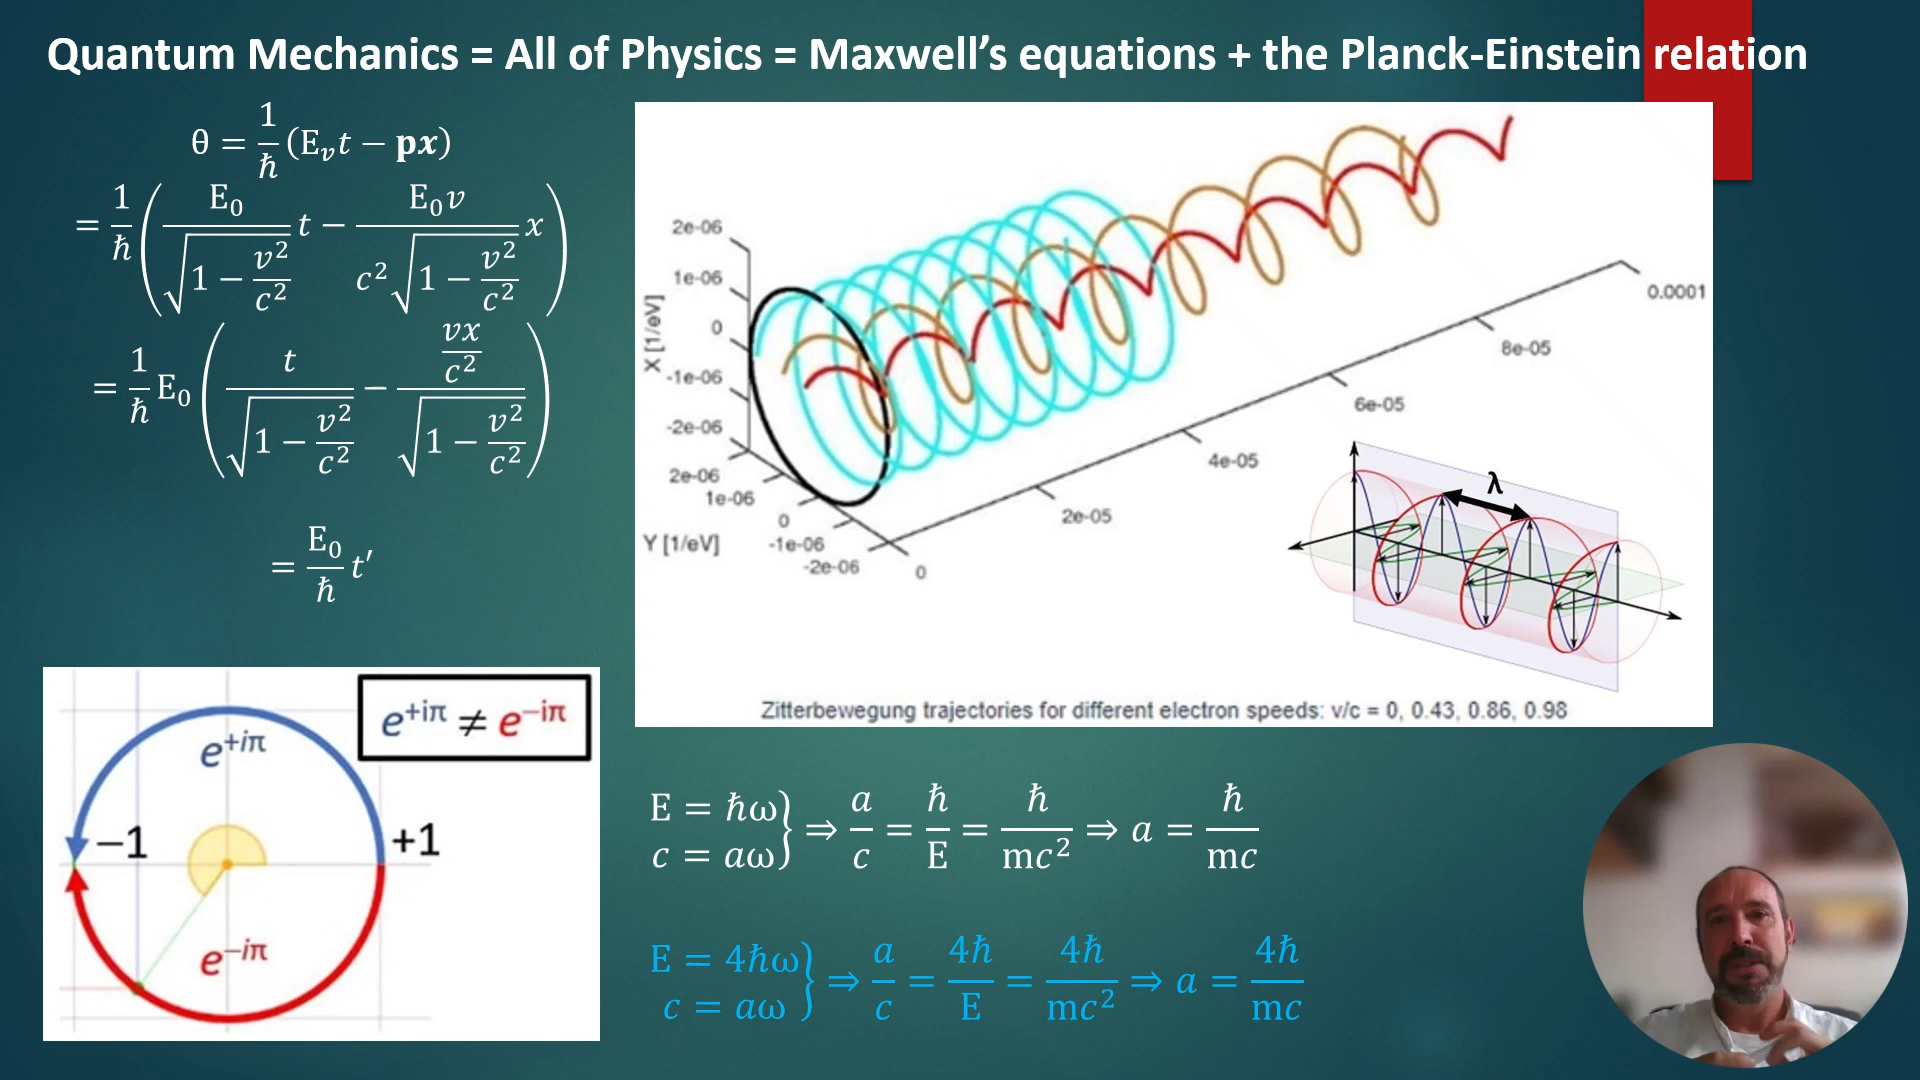 Quantum Mechanics = All of Physics = Maxwell's equations + the Planck-Einstein relation
θ = 1/ħ (E_v t − px)
= 1/ħ ( E₀ / √(1 − v²/c²) t − E₀v / c²√(1 − v²/c²) x )
= 1/ħ E₀ ( t / √(1 − v²/c²) − (vx/c²) / √(1 − v²/c²) )
= E₀/ħ t′
X [1/eV]
2e-06
1e-06
0
-1e-06
-2e-06
Y [1/eV]
2e-06
1e-06
0
-1e-06
-2e-06
0
2e-05
4e-05
6e-05
8e-05
0.0001
λ
Zitterbewegung trajectories for different electron speeds: v/c = 0, 0.43, 0.86, 0.98
e^{+iπ} ≠ e^{−iπ}
e^{+iπ}
−1
+1
e^{−iπ}
E = ħω
c = aω } ⇒ a/c = ħ/E = ħ/mc² ⇒ a = ħ/mc
E = 4ħω
c = aω } ⇒ a/c = 4ħ/E = 4ħ/mc² ⇒ a = 4ħ/mc